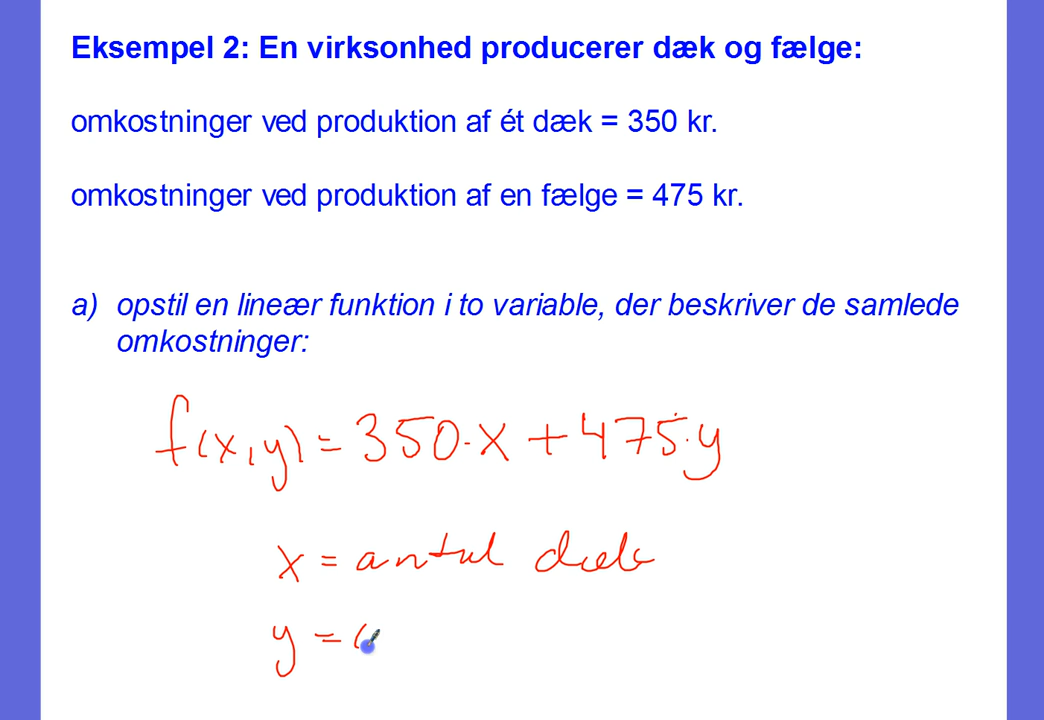 Eksempel 2: En virksonhed producerer dæk og fælge:
omkostninger ved produktion af ét dæk = 350 kr.
omkostninger ved produktion af en fælge = 475 kr.
a) opstil en lineær funktion i to variable, der beskriver de samlede
omkostninger:
f(x,y) = 350·x + 475·y
x = antal dæk
y =